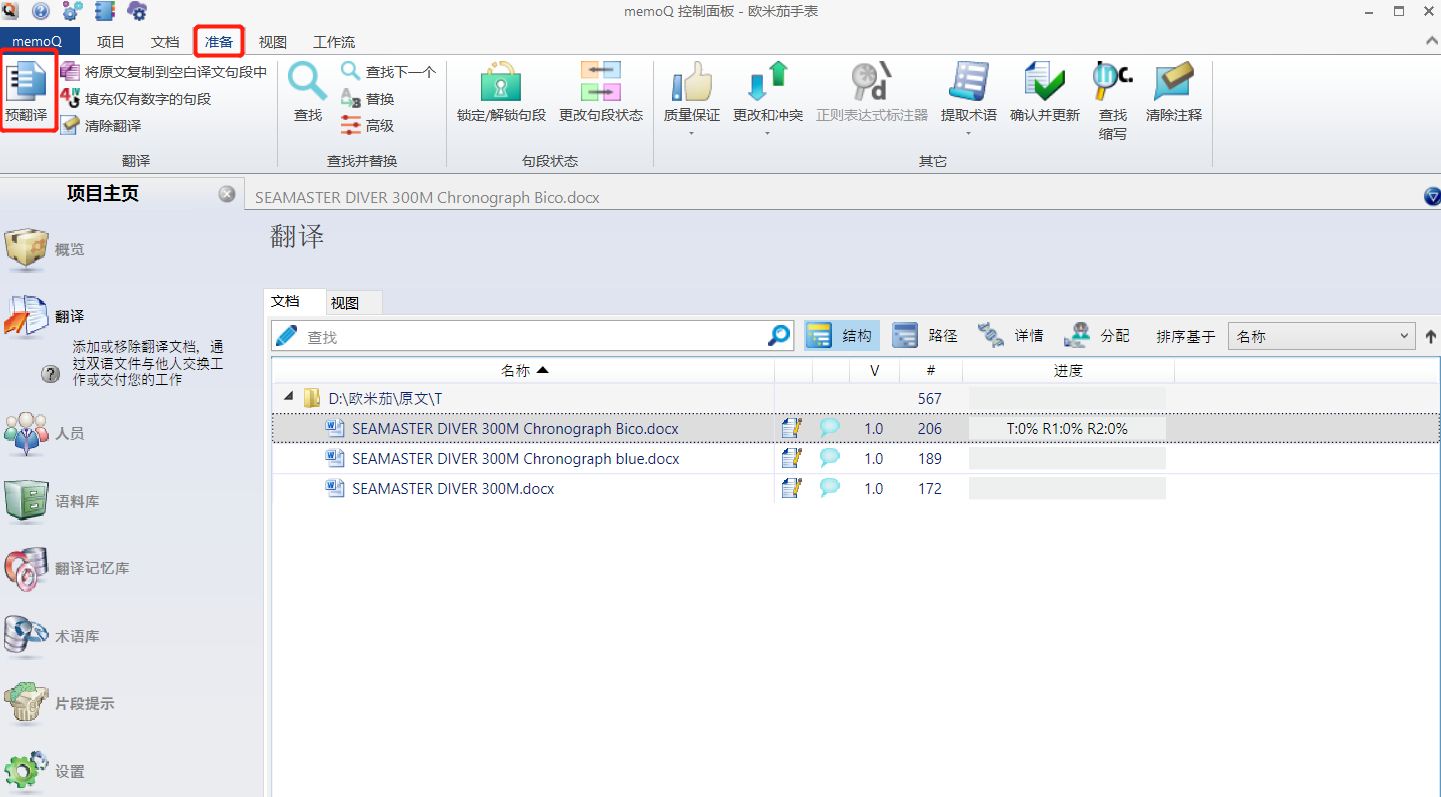 memoQ 控制面板 - 欧米茄手表
memoQ 项目 文档 准备 视图 工作流
预翻译
将原文复制到空白译文句段中
填充仅有数字的句段
清除翻译
翻译
查找
查找下一个
替换
高级
查找并替换
锁定/解锁句段
更改句段状态
句段状态
质量保证
更改和冲突
正则表达式标注器
提取术语
确认并更新
查找
缩写
清除注释
其它
项目主页
SEAMASTER DIVER 300M Chronograph Bico.docx
概览
翻译
添加或移除翻译文档，通
过双语文件与他人交换工
作或交付您的工作
人员
语料库
翻译记忆库
术语库
片段提示
设置
翻译
文档 视图
查找 结构 路径 详情 分配 排序基于 名称
名称 V # 进度
D:\欧米茄\原文\T 567
SEAMASTER DIVER 300M Chronograph Bico.docx 1.0 206 T:0% R1:0% R2:0%
SEAMASTER DIVER 300M Chronograph blue.docx 1.0 189
SEAMASTER DIVER 300M.docx 1.0 172